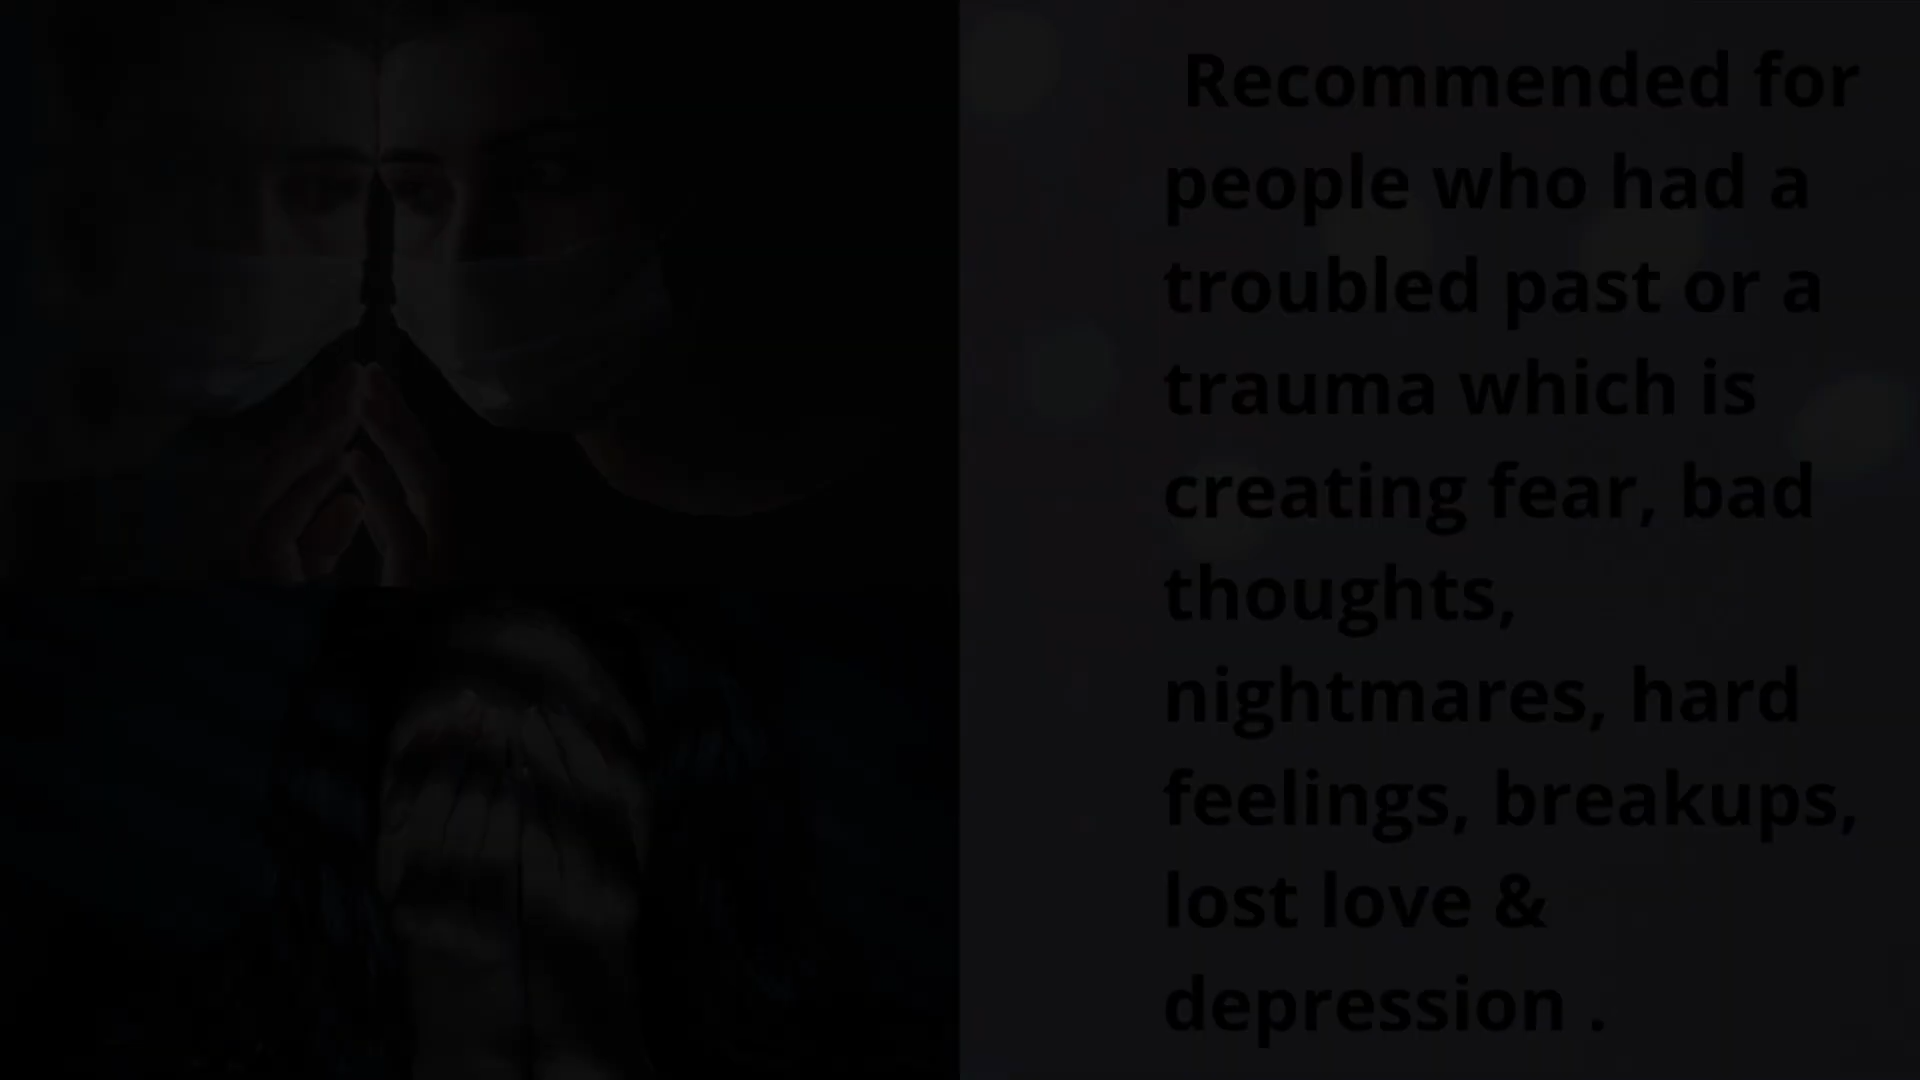 Recommended for
people who had a
troubled past or a
trauma which is
creating fear, bad
thoughts,
nightmares, hard
feelings, breakups,
lost love &
depression .